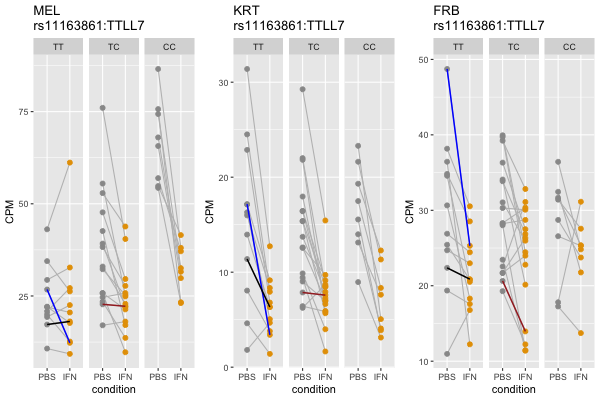 MEL
rs11163861:TTLL7
TT TC CC
75
50
25
CPM
PBS IFN PBS IFN PBS IFN
condition
KRT
rs11163861:TTLL7
TT TC CC
30
20
10
0
CPM
PBS IFN PBS IFN PBS IFN
condition
FRB
rs11163861:TTLL7
TT TC CC
50
40
30
20
10
CPM
PBS IFN PBS IFN PBS IFN
condition